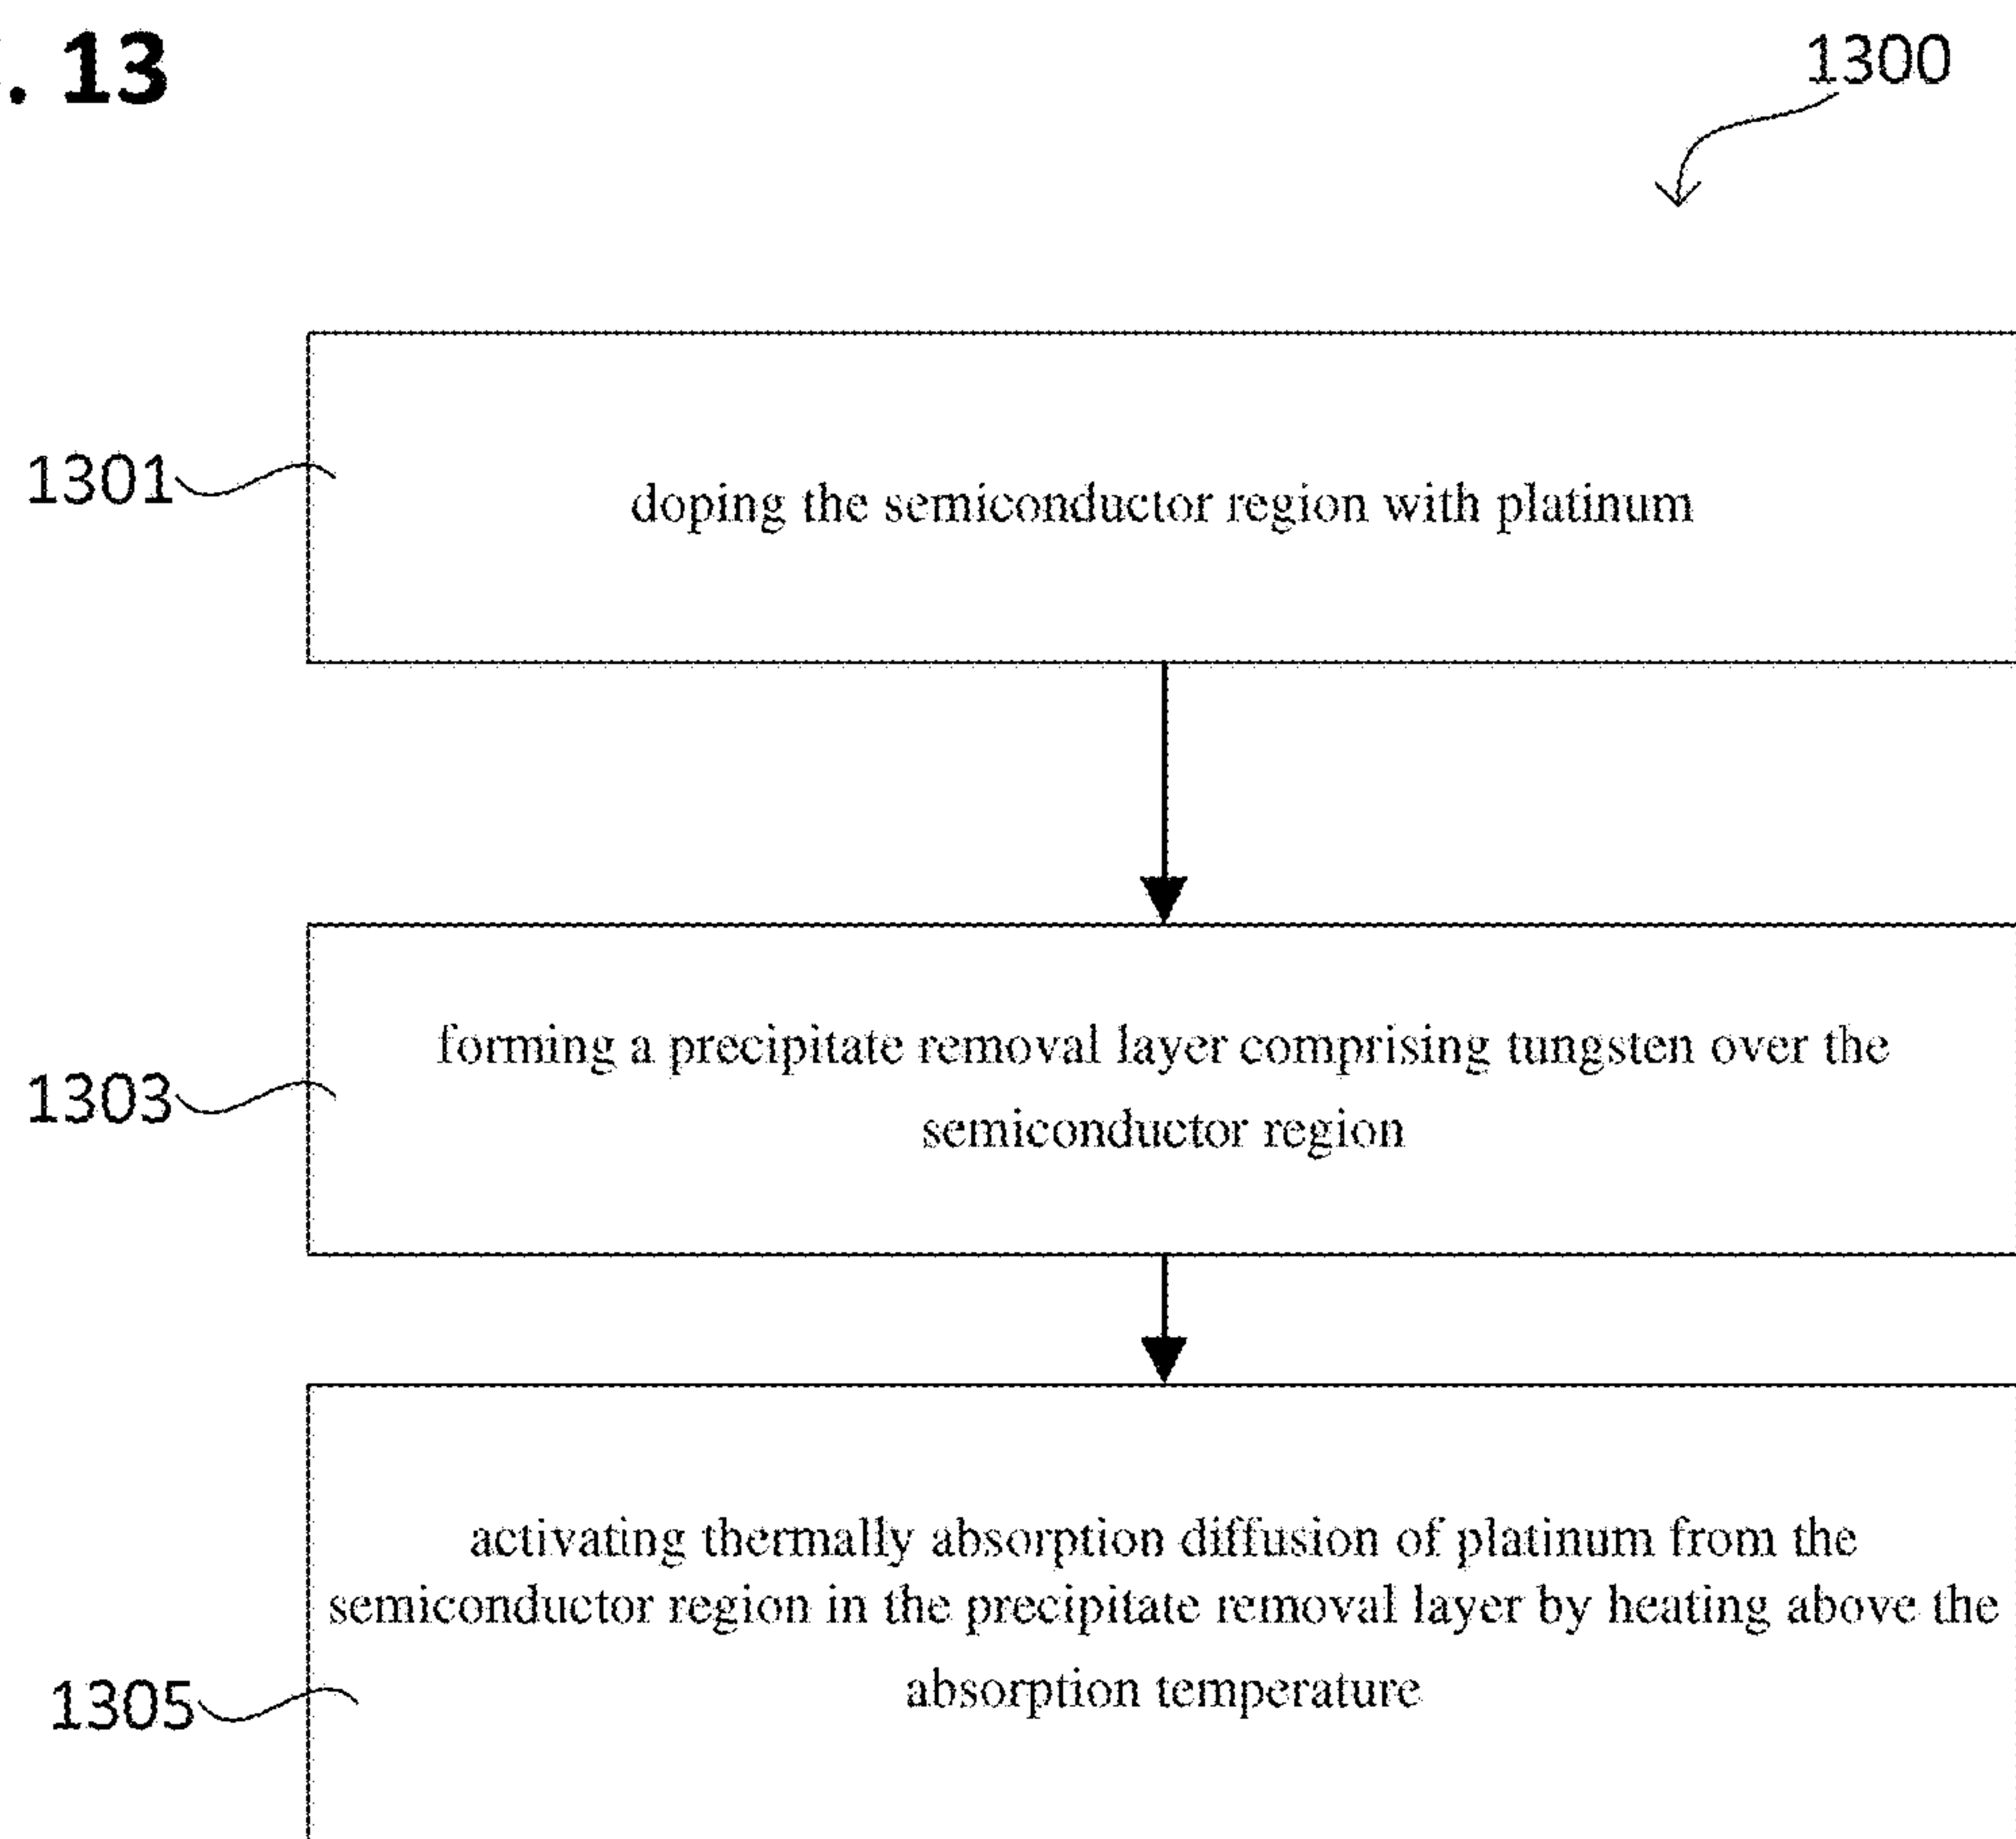 . 13
1300
1301
doping the semiconductor region with platinum
1303
forming a precipitate removal layer comprising tungsten over the
semiconductor region
activating thermally absorption diffusion of platinum from the
semiconductor region in the precipitate removal layer by heating above the
absorption temperature
1305